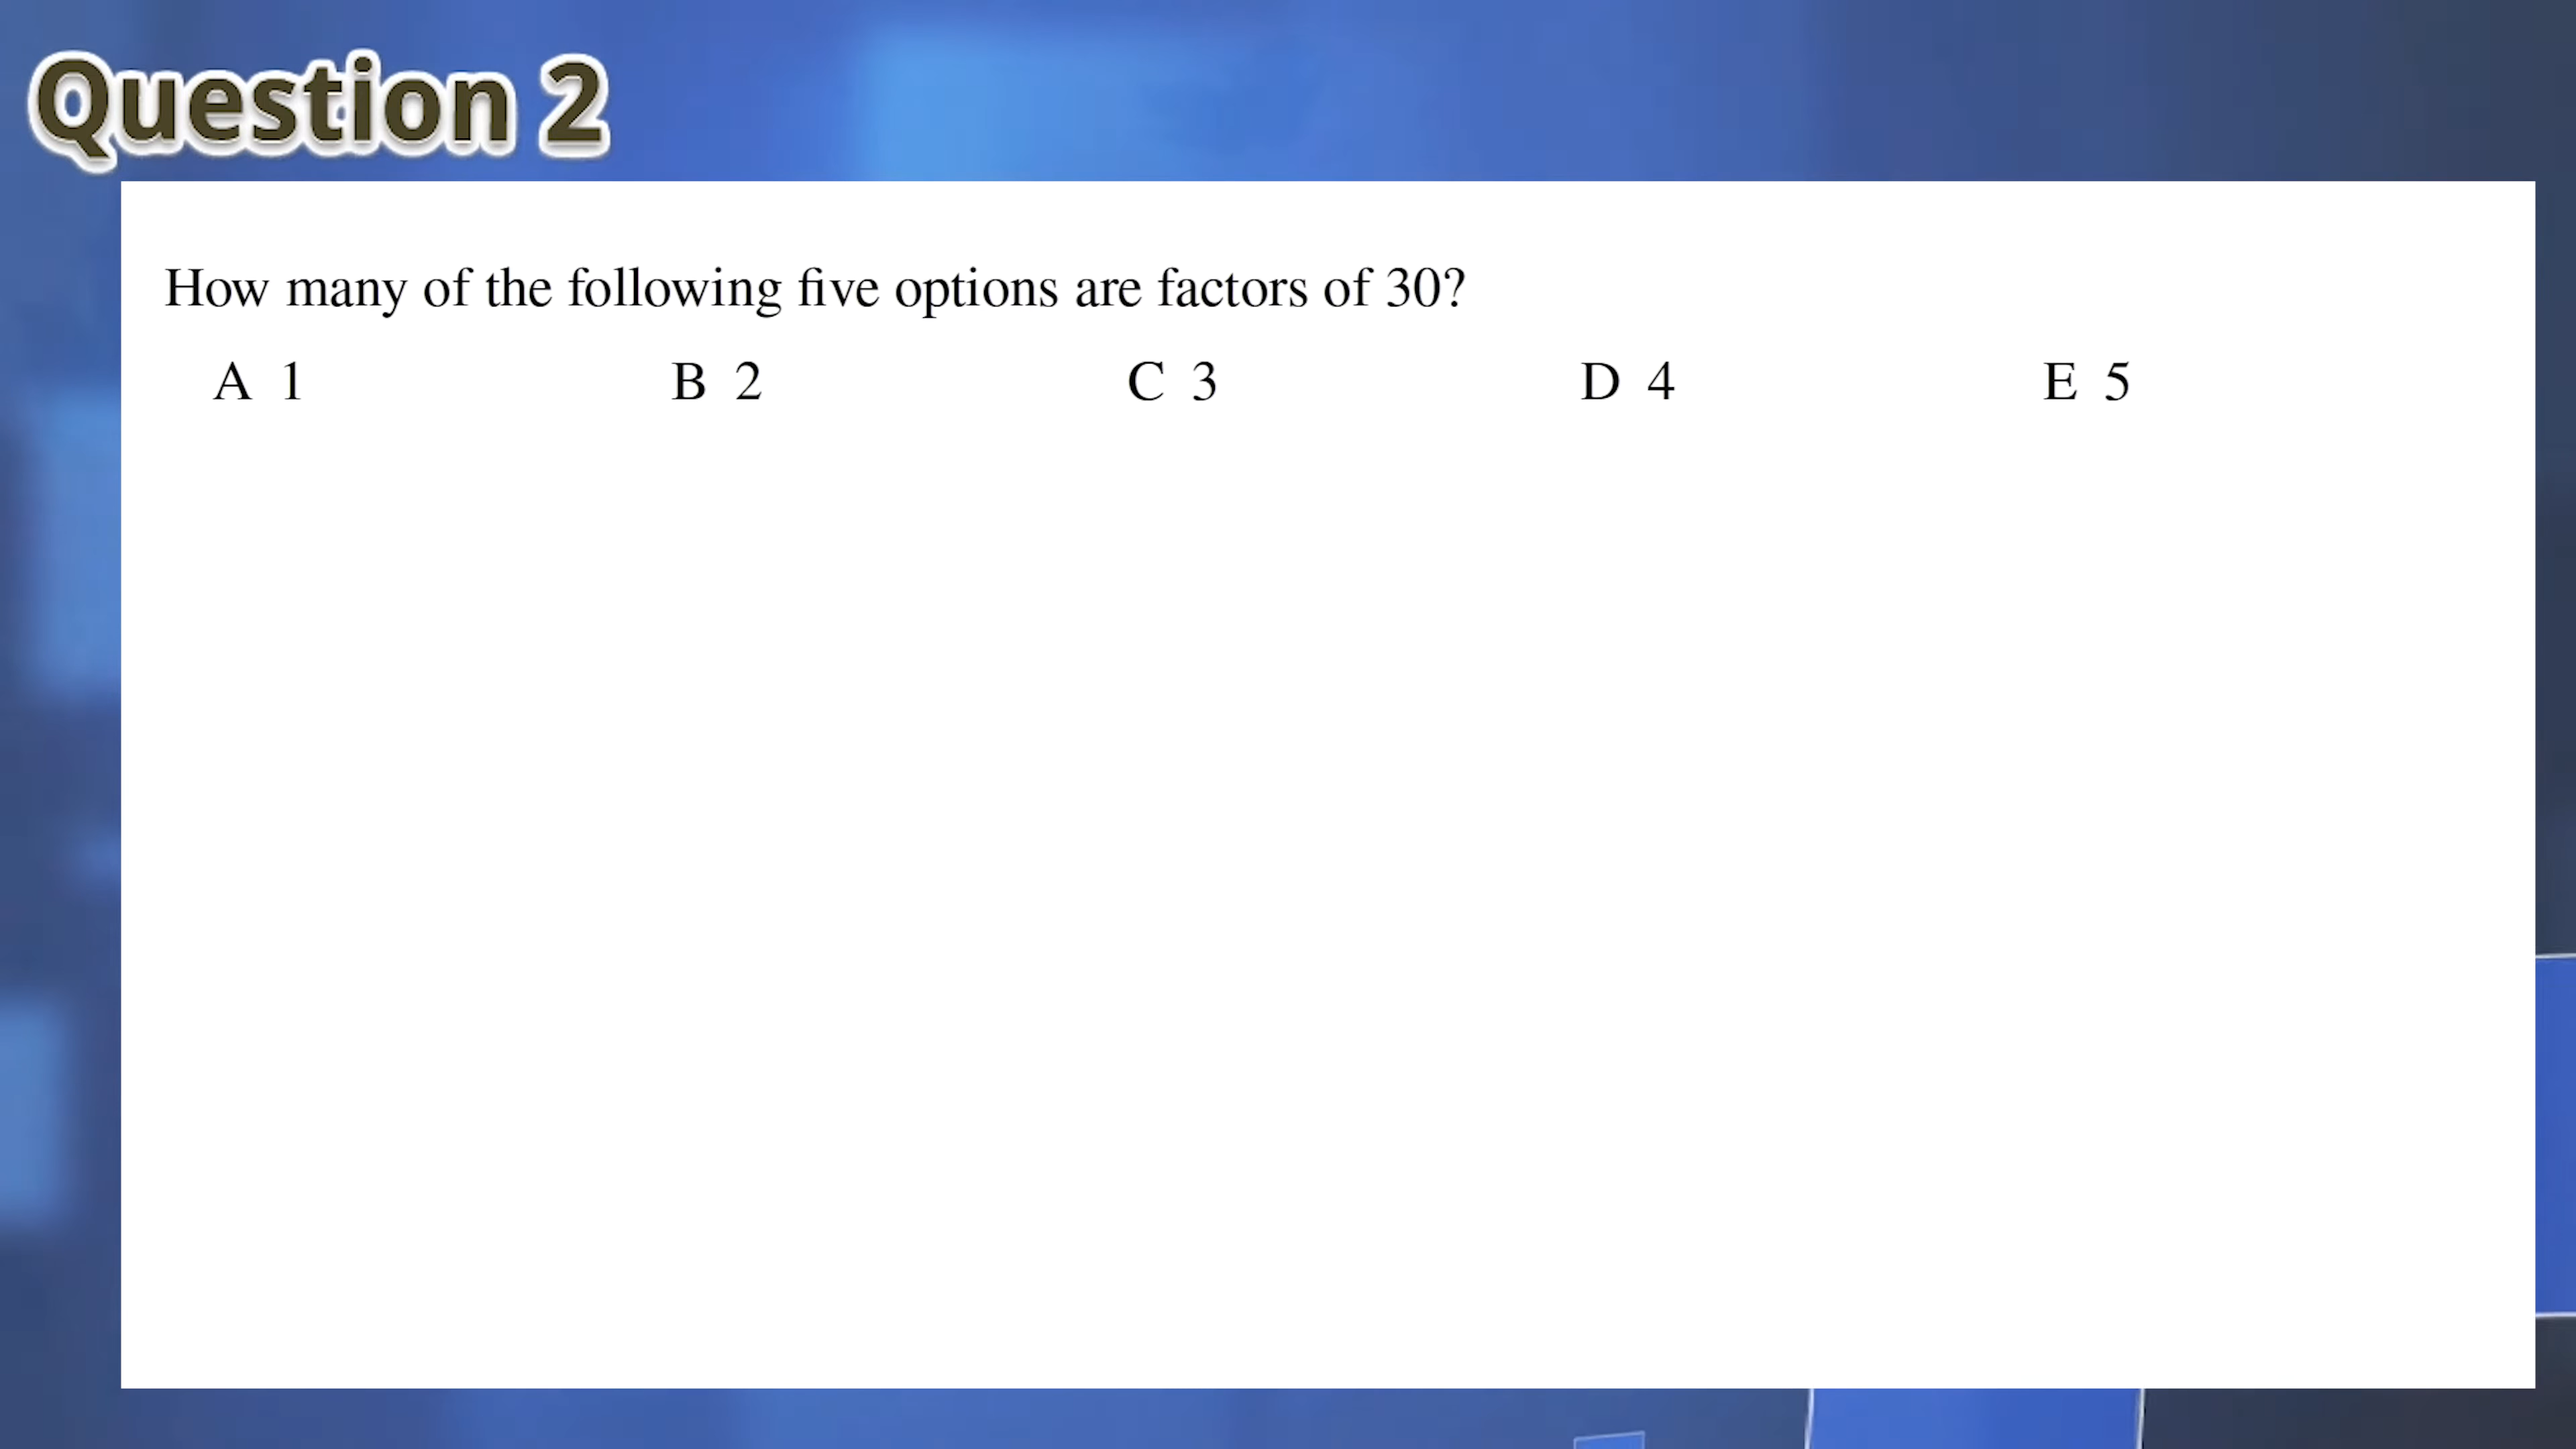 Question 2
How many of the following five options are factors of 30?
A 1 B 2 C 3 D 4 E 5